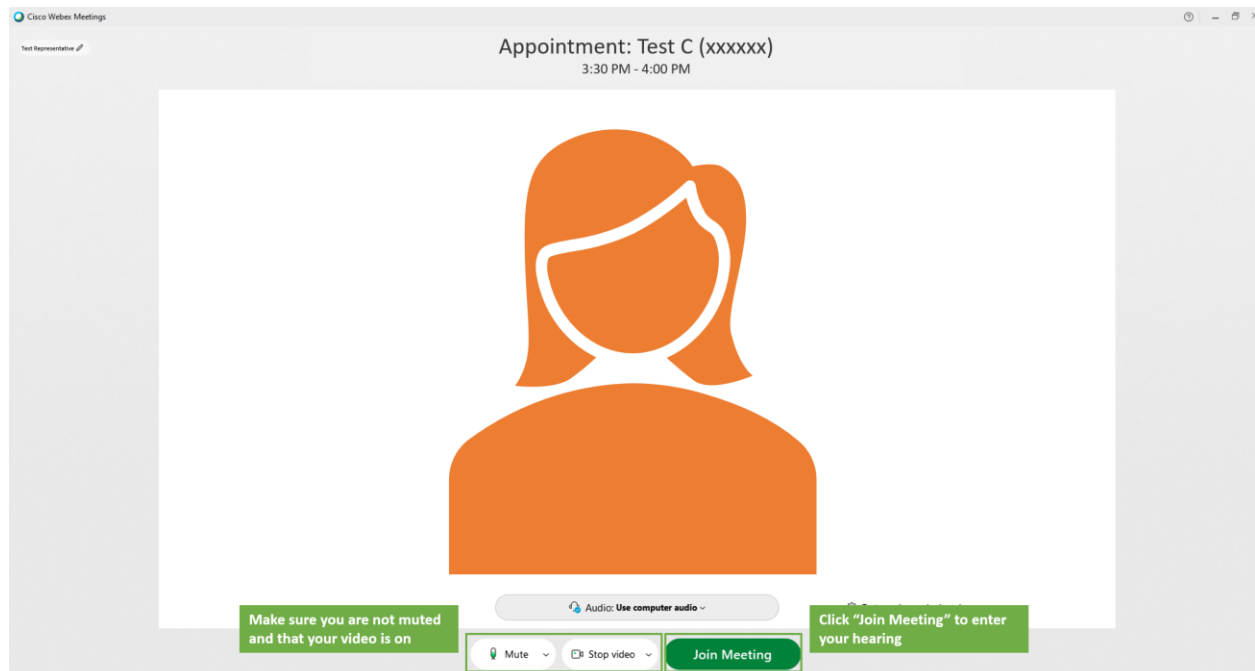 Cisco Webex Meetings
Test Representative
Appointment: Test C (xxxxxx)
3:30 PM - 4:00 PM
Audio: Use computer audio
Make sure you are not muted
and that your video is on
Click “Join Meeting” to enter
your hearing
Mute
Stop video
Join Meeting